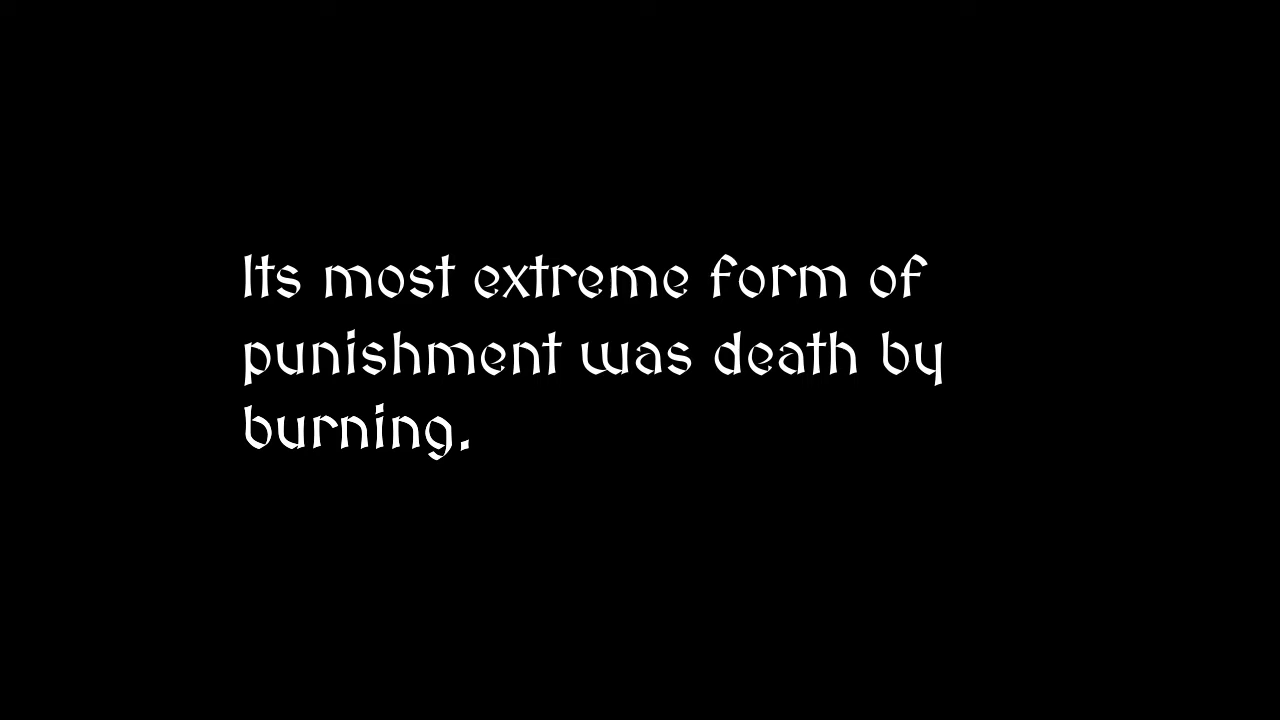 Its most extreme form of
punishment was death by
burning.